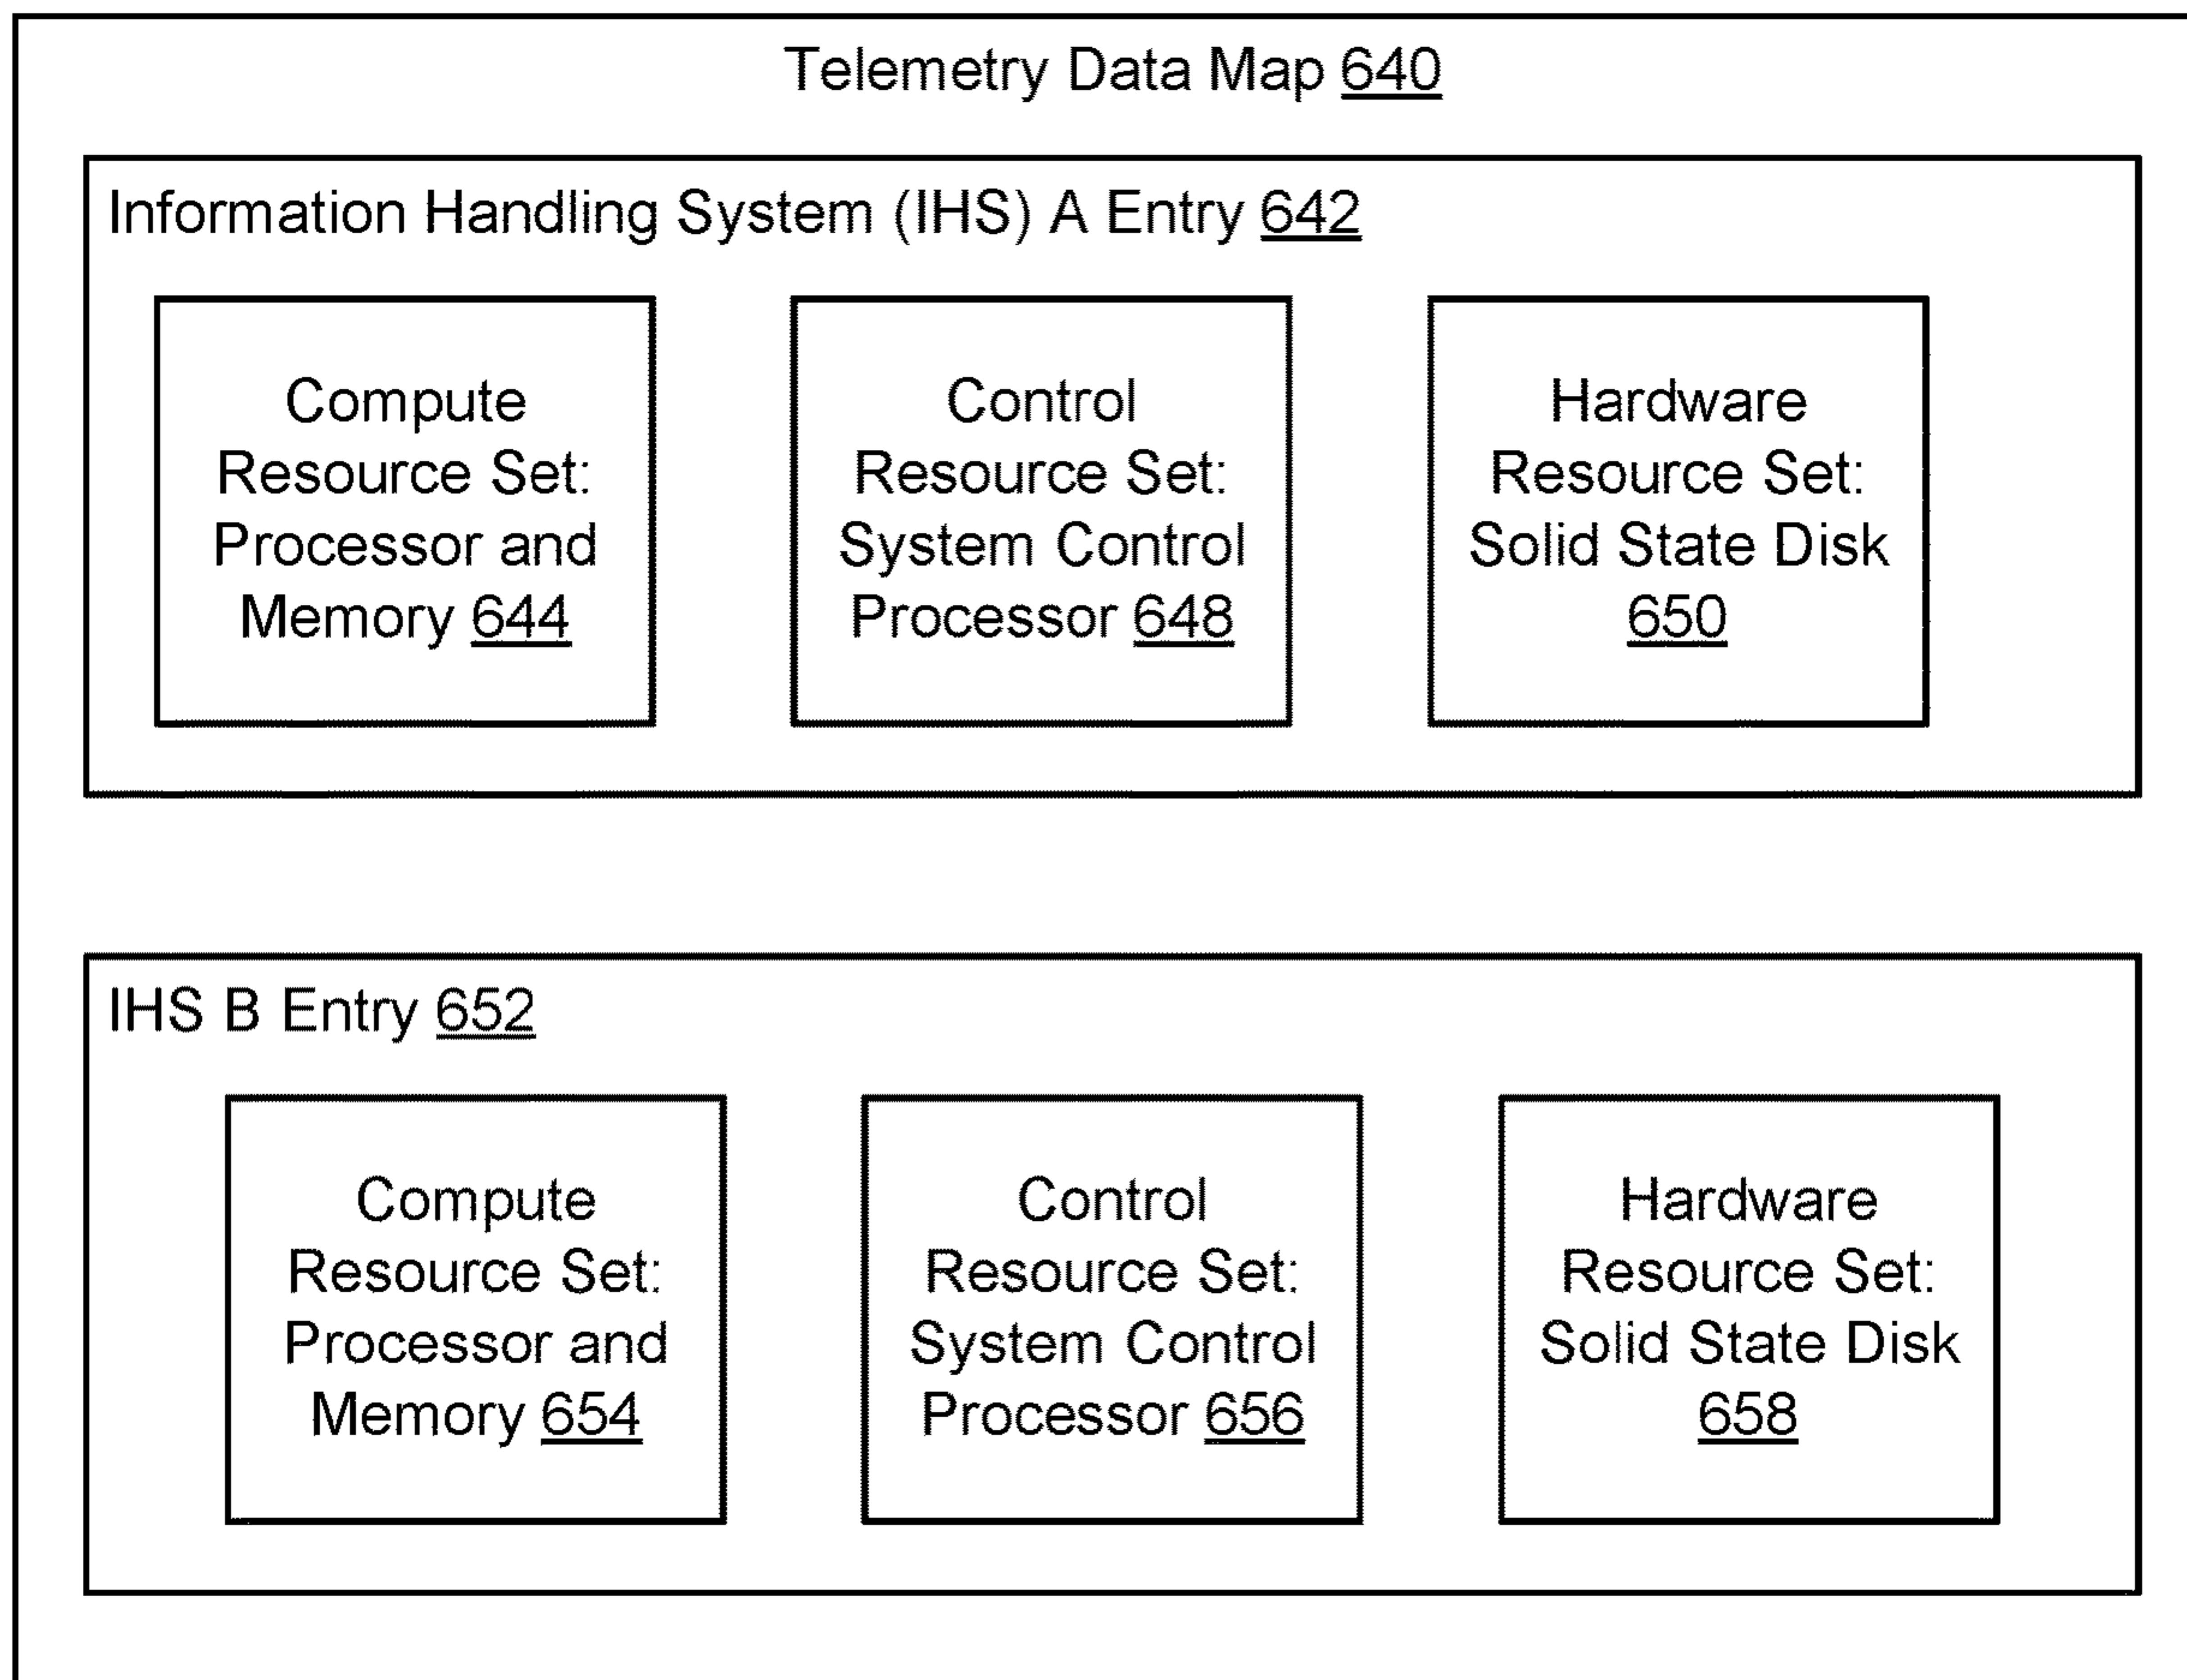 Telemetry Data Map 640
Information Handling System (IHS) A Entry 642
Compute
Resource Set:
Processor and
Memory 644
Control
Resource Set:
System Control
Processor 648
Hardware
Resource Set:
Solid State Disk
650
IHS B Entry 652
Compute
Resource Set:
Processor and
Memory 654
Control
Resource Set:
System Control
Processor 656
Hardware
Resource Set:
Solid State Disk
658